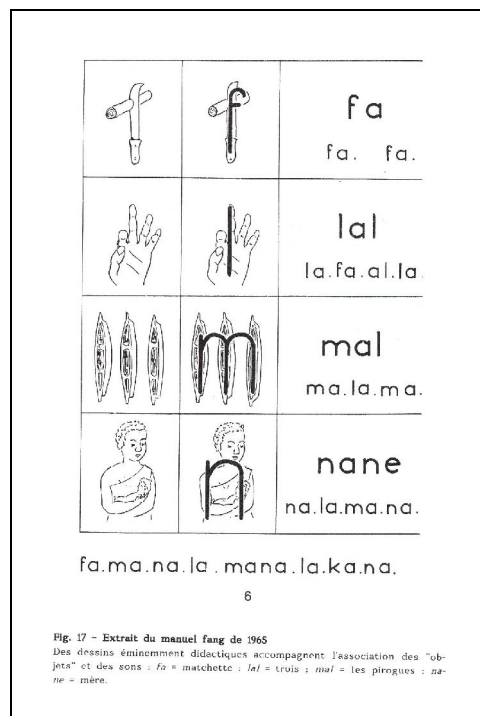 f
fa
fa. fa.
l
lal
la.fa.al.la.
m
mal
ma.la.ma.
n
nane
na.la.ma.na.
fa.ma.na.la.mana.la.ka.na.
6
Fig. 17 - Extrait du manuel fang de 1965
Des dessins éminemment didactiques accompagnent l'association des "ob-
jets" et des sons : fa = matchette ; lal = trois ; mal = les pirogues ; na-
ne = mère.